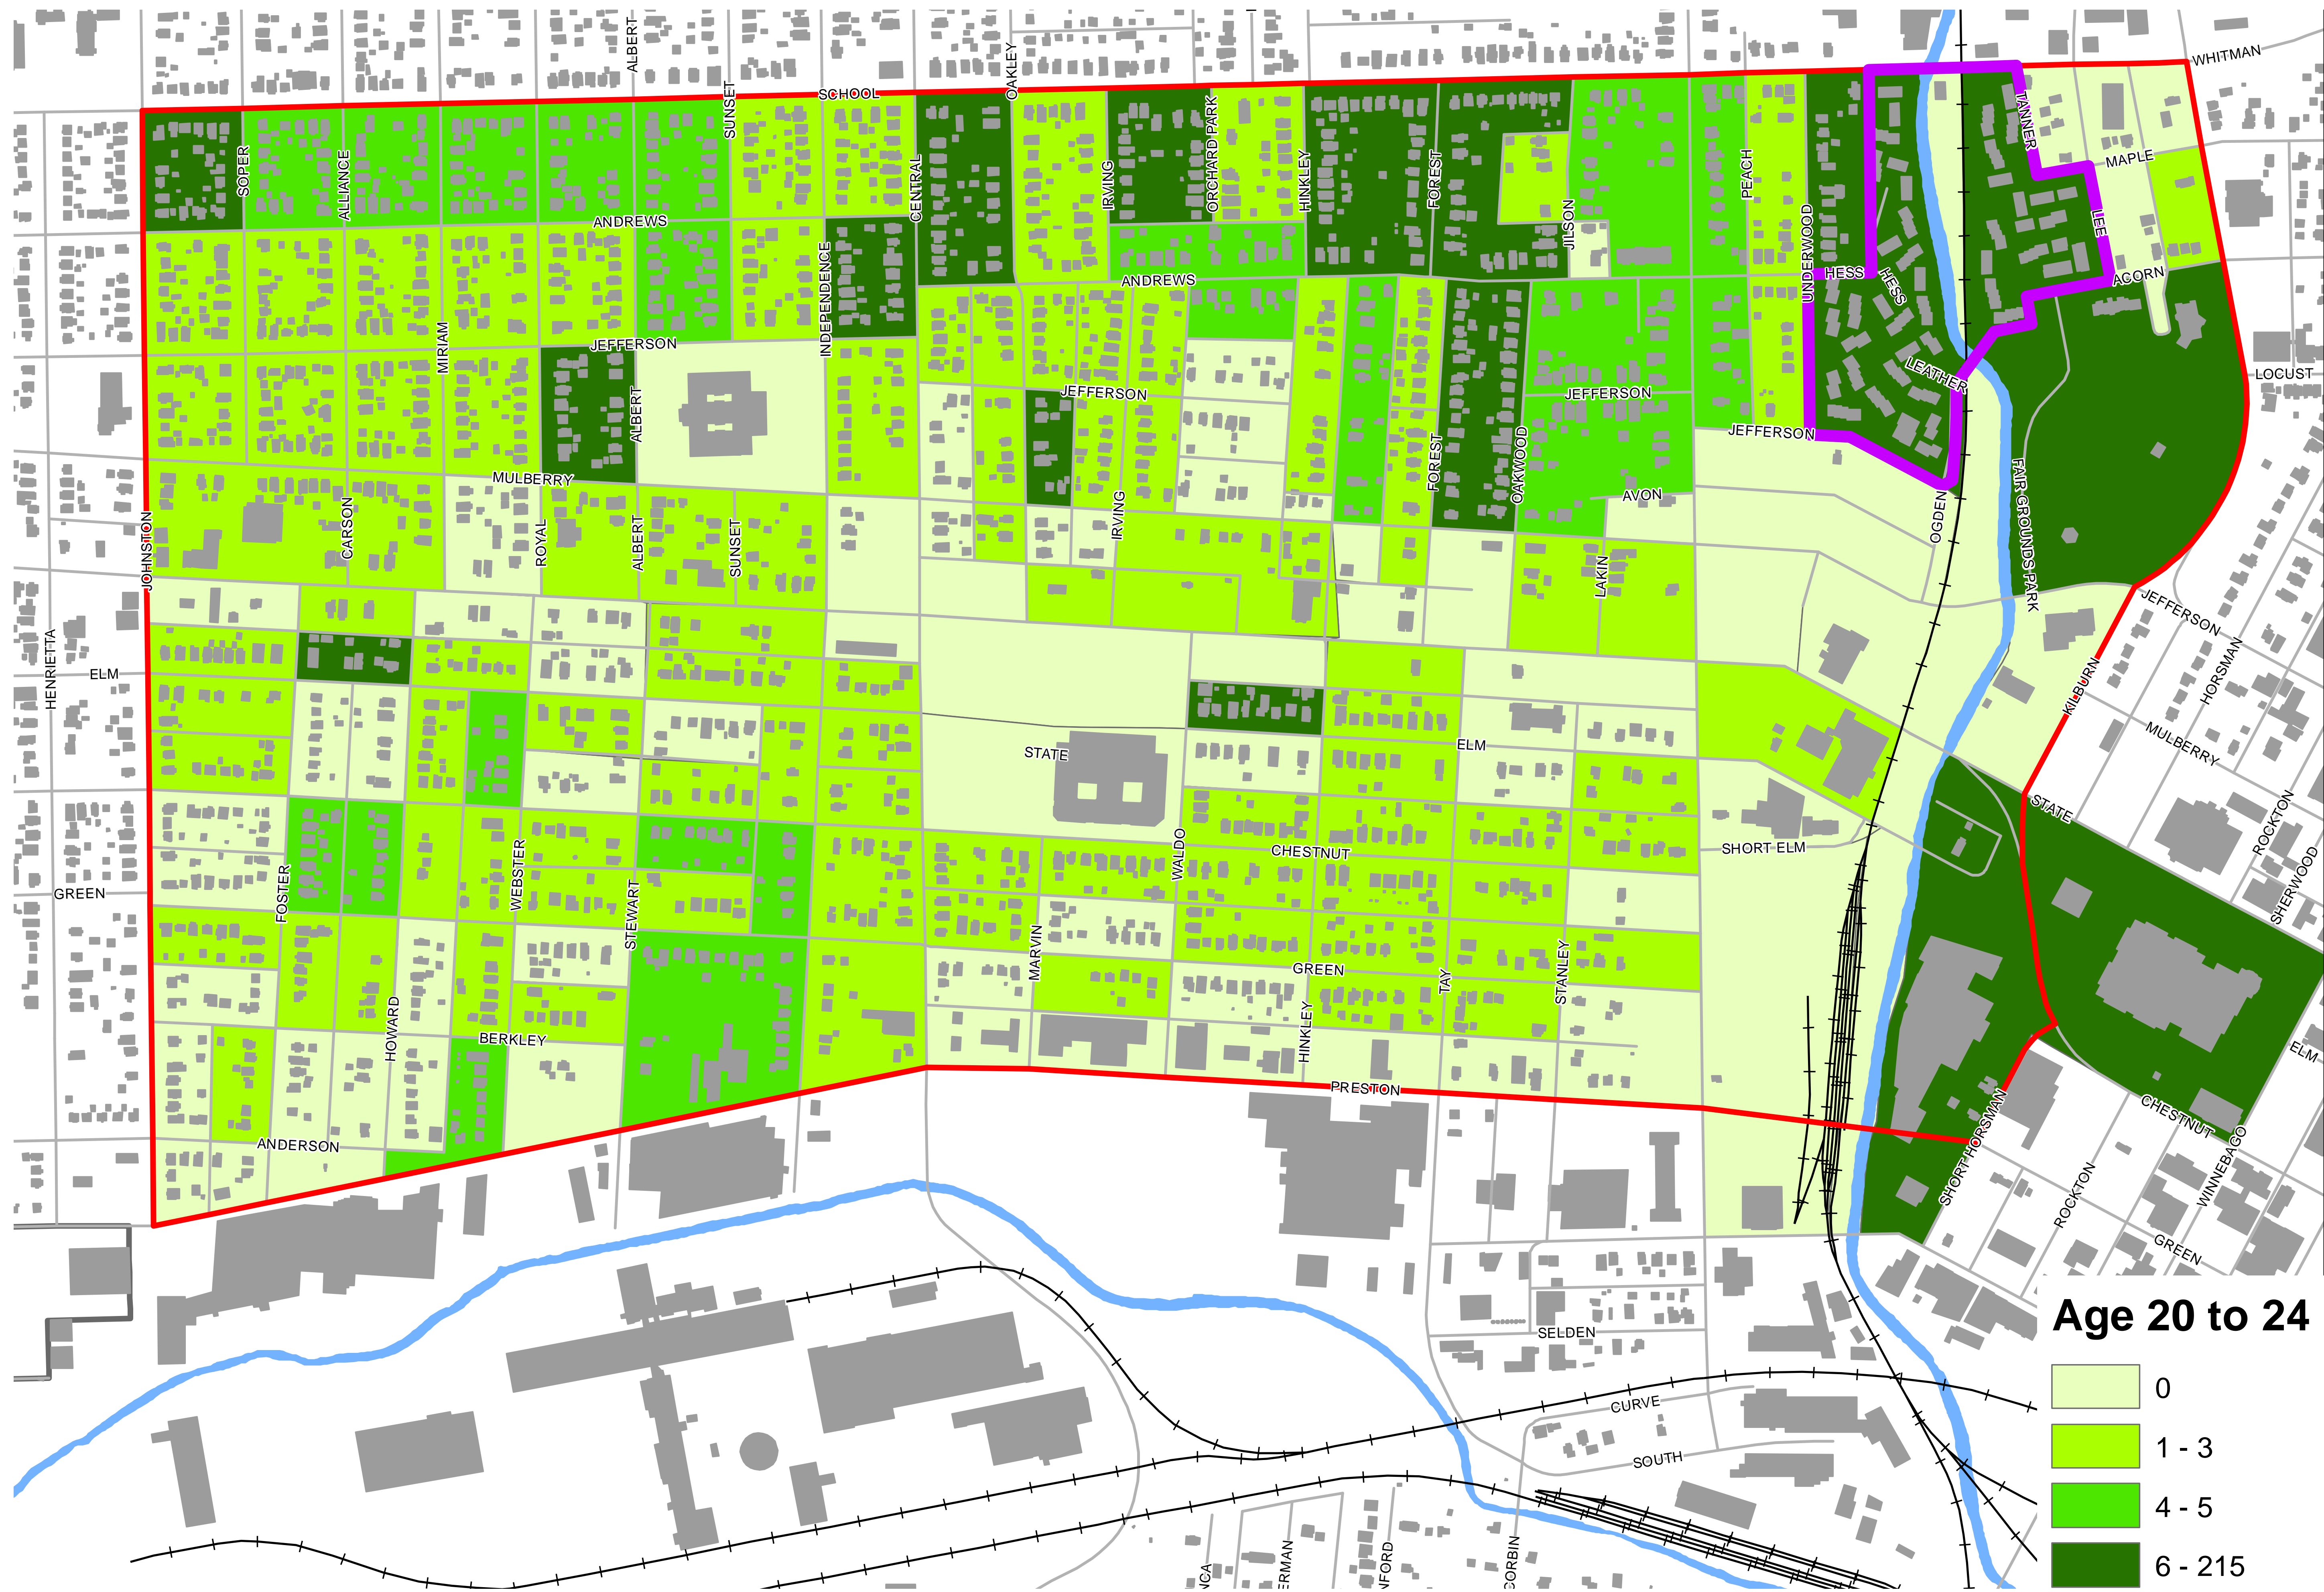 ALBERT
OAKLEY
WHITMAN
SCHOOL
SUNSET
TANNER
SOPER
ALLIANCE
CENTRAL
IRVING
ORCHARD PARK
HINKLEY
FOREST
PEACH
MAPLE
ANDREWS
JILSON
LEE
UNDERWOOD
INDEPENDENCE
ANDREWS
HESS
HESS
ACORN
MIRIAM
JEFFERSON
LEATHER
LOCUST
ALBERT
JEFFERSON
JEFFERSON
JEFFERSON
FOREST
OAKWOOD
MULBERRY
AVON
JOHNSTON
CARSON
ROYAL
ALBERT
SUNSET
IRVING
LAKIN
OGDEN
FAIR GROUNDS PARK
JEFFERSON
HENRIETTA
ELM
KILBURN
HORSMAN
MULBERRY
STATE
ELM
STATE
ROCKTON
SHERWOOD
WALDO
CHESTNUT
SHORT ELM
GREEN
FOSTER
WEBSTER
STEWART
MARVIN
GREEN
TAY
STANLEY
HOWARD
BERKLEY
HINKLEY
ELM
PRESTON
ANDERSON
CHESTNUT
SHORT HORSMAN
WINNEBAGO
ROCKTON
GREEN
SELDEN
CURVE
SOUTH
NCA
ERMAN
NFORD
CORBIN
Age 20 to 24
0
1 - 3
4 - 5
6 - 215